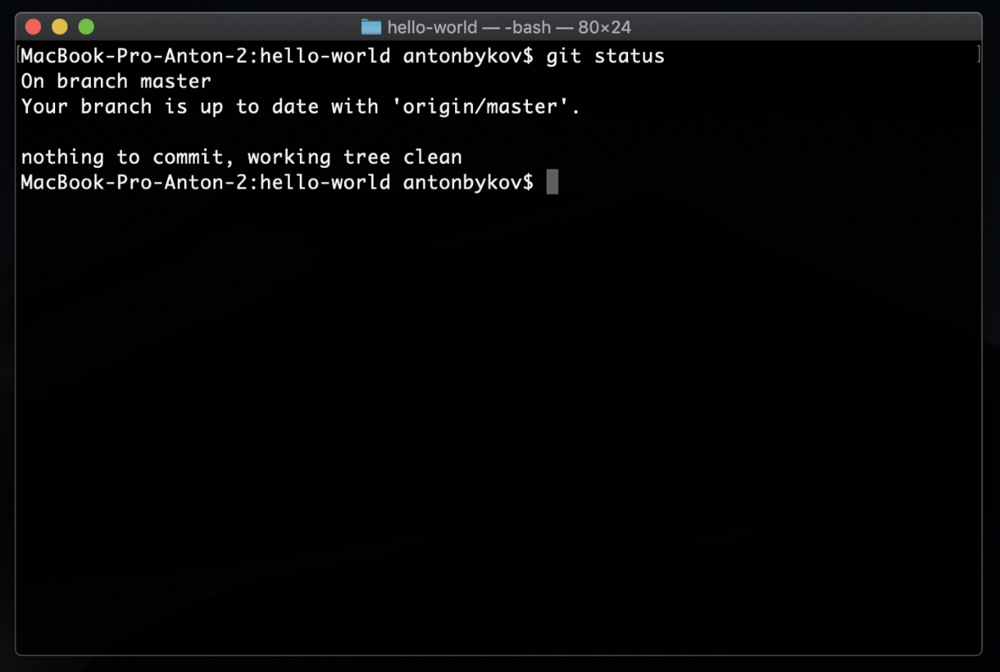 hello-world — -bash — 80×24
[MacBook-Pro-Anton-2:hello-world antonbykov$ git status ]
On branch master
Your branch is up to date with 'origin/master'.
nothing to commit, working tree clean
MacBook-Pro-Anton-2:hello-world antonbykov$